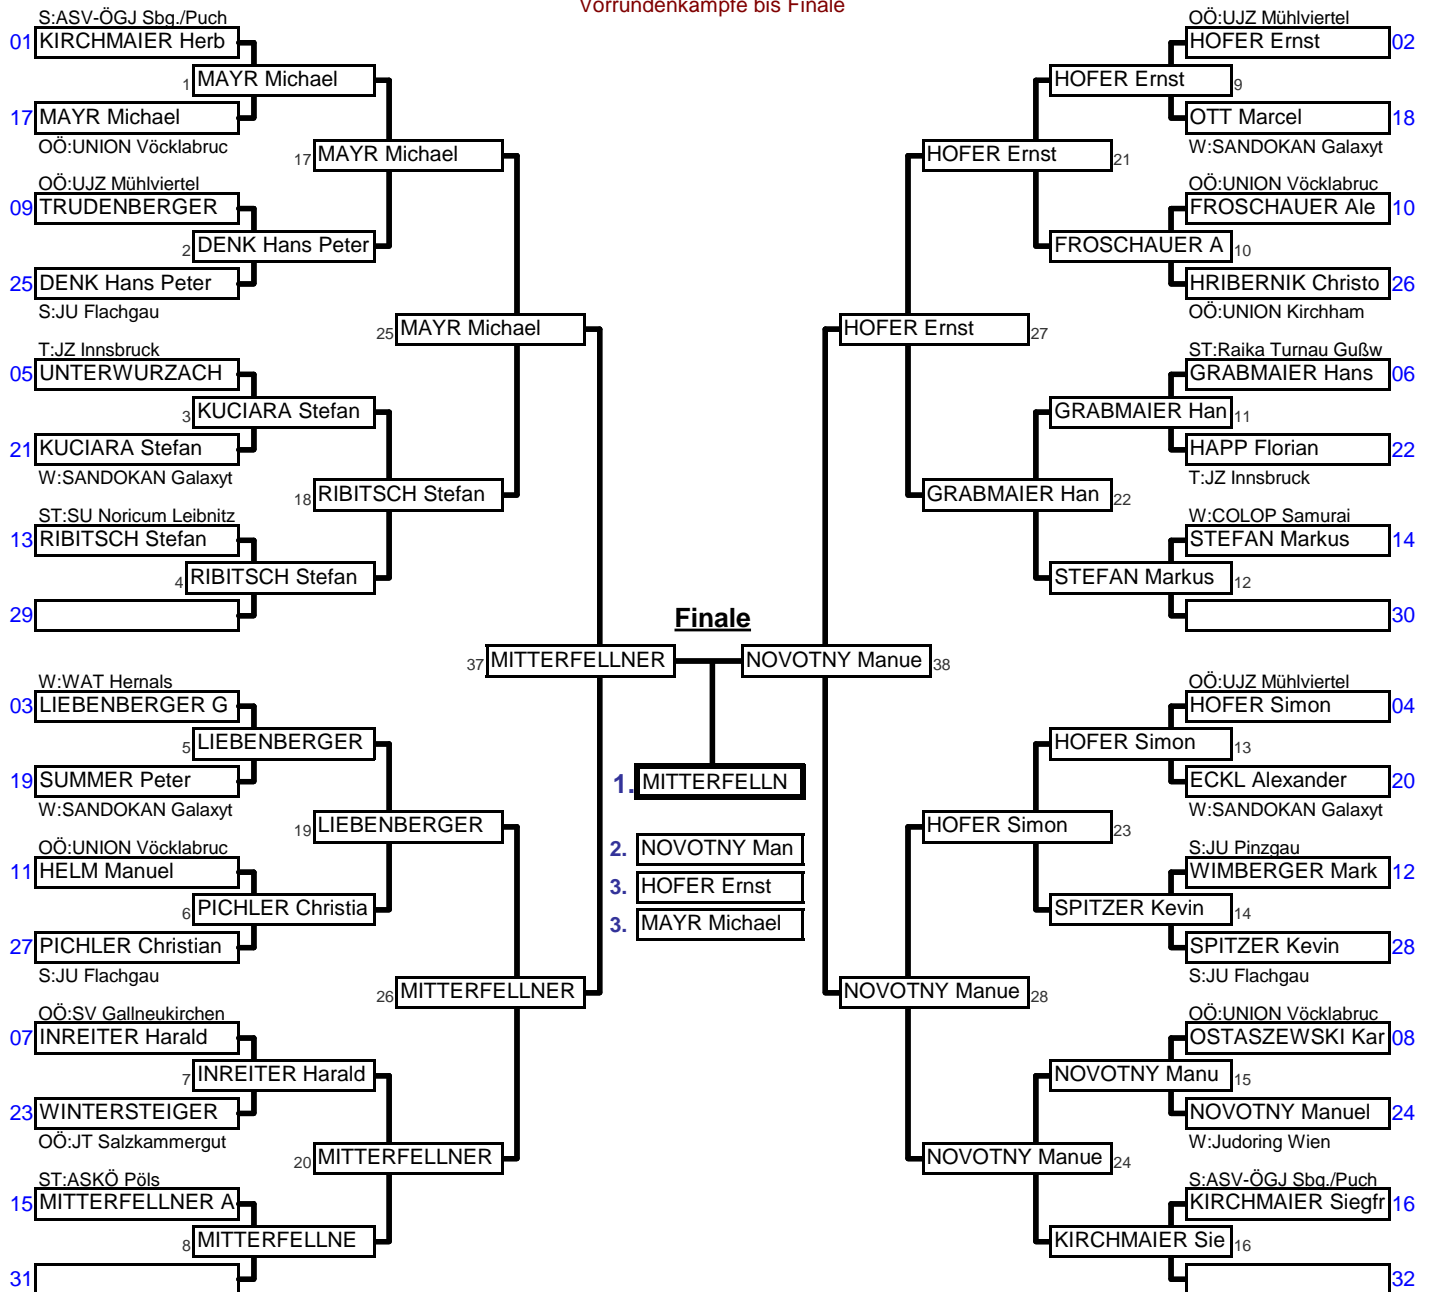 Vorrundenkämpfe bis Finale
S:ASV-ÖGJ Sbg./Puch
01 KIRCHMAIER Herb
1 MAYR Michael
17 MAYR Michael
OÖ:UNION Vöcklabruc
17 MAYR Michael
OÖ:UJZ Mühlviertel
09 TRUDENBERGER
2 DENK Hans Peter
25 DENK Hans Peter
S:JU Flachgau
25 MAYR Michael
T:JZ Innsbruck
05 UNTERWURZACH
3 KUCIARA Stefan
21 KUCIARA Stefan
W:SANDOKAN Galaxyt
18 RIBITSCH Stefan
ST:SU Noricum Leibnitz
13 RIBITSCH Stefan
4 RIBITSCH Stefan
29
37 MITTERFELLNER
W:WAT Hernals
03 LIEBENBERGER G
5 LIEBENBERGER
19 SUMMER Peter
W:SANDOKAN Galaxyt
19 LIEBENBERGER
OÖ:UNION Vöcklabruc
11 HELM Manuel
6 PICHLER Christia
27 PICHLER Christian
S:JU Flachgau
26 MITTERFELLNER
OÖ:SV Gallneukirchen
07 INREITER Harald
7 INREITER Harald
23 WINTERSTEIGER
OÖ:JT Salzkammergut
20 MITTERFELLNER
ST:ASKÖ Pöls
15 MITTERFELLNER A
8 MITTERFELLNE
31
Finale
1. MITTERFELLN
2. NOVOTNY Man
3. HOFER Ernst
3. MAYR Michael
OÖ:UJZ Mühlviertel
HOFER Ernst 02
HOFER Ernst 9
OTT Marcel 18
W:SANDOKAN Galaxyt
HOFER Ernst 21
OÖ:UNION Vöcklabruc
FROSCHAUER Ale 10
FROSCHAUER A 10
HRIBERNIK Christo 26
OÖ:UNION Kirchham
HOFER Ernst 27
ST:Raika Turnau Gußw
GRABMAIER Hans 06
GRABMAIER Han 11
HAPP Florian 22
T:JZ Innsbruck
GRABMAIER Han 22
W:COLOP Samurai
STEFAN Markus 14
STEFAN Markus 12
30
NOVOTNY Manue 38
OÖ:UJZ Mühlviertel
HOFER Simon 04
HOFER Simon 13
ECKL Alexander 20
W:SANDOKAN Galaxyt
HOFER Simon 23
S:JU Pinzgau
WIMBERGER Mark 12
SPITZER Kevin 14
SPITZER Kevin 28
S:JU Flachgau
NOVOTNY Manue 28
OÖ:UNION Vöcklabruc
OSTASZEWSKI Kar 08
NOVOTNY Manu 15
NOVOTNY Manuel 24
W:Judoring Wien
NOVOTNY Manue 24
S:ASV-ÖGJ Sbg./Puch
KIRCHMAIER Siegfr 16
KIRCHMAIER Sie 16
32